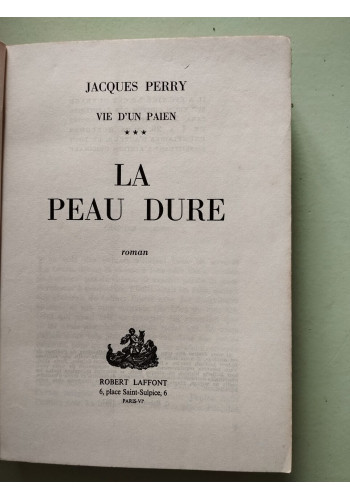 JACQUES PERRY
VIE D'UN PAIEN
★★★
LA
PEAU DURE
roman
ROBERT LAFFONT
6, place Saint-Sulpice, 6
PARIS-VIᵉ